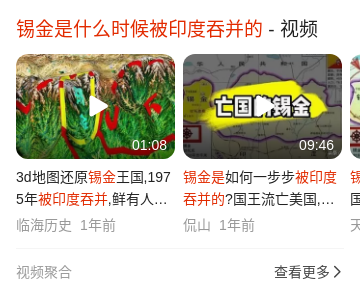 锡金是什么时候被印度吞并的 - 视频
01:08
亡国 锡金
09:46
3d地图还原锡金王国,197
5年被印度吞并,鲜有人...
临海历史 1年前
锡金是如何一步步被印度
吞并的?国王流亡美国,...
侃山 1年前
视频聚合
查看更多